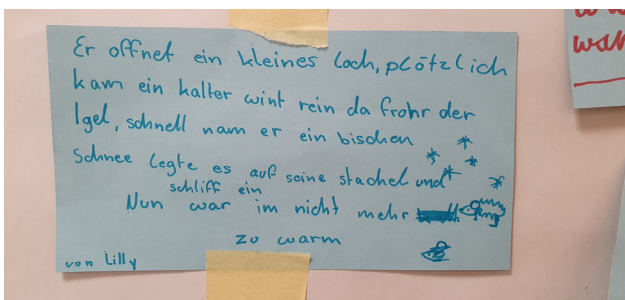 Er öffnet ein kleines Loch, plötzlich
kam ein kalter wint rein da frohr der
Igel, schnell nam er ein bischen
Schnee legte es auf seine stachel und
schliff ein
Nun war im nicht mehr
zu warm
von Lilly